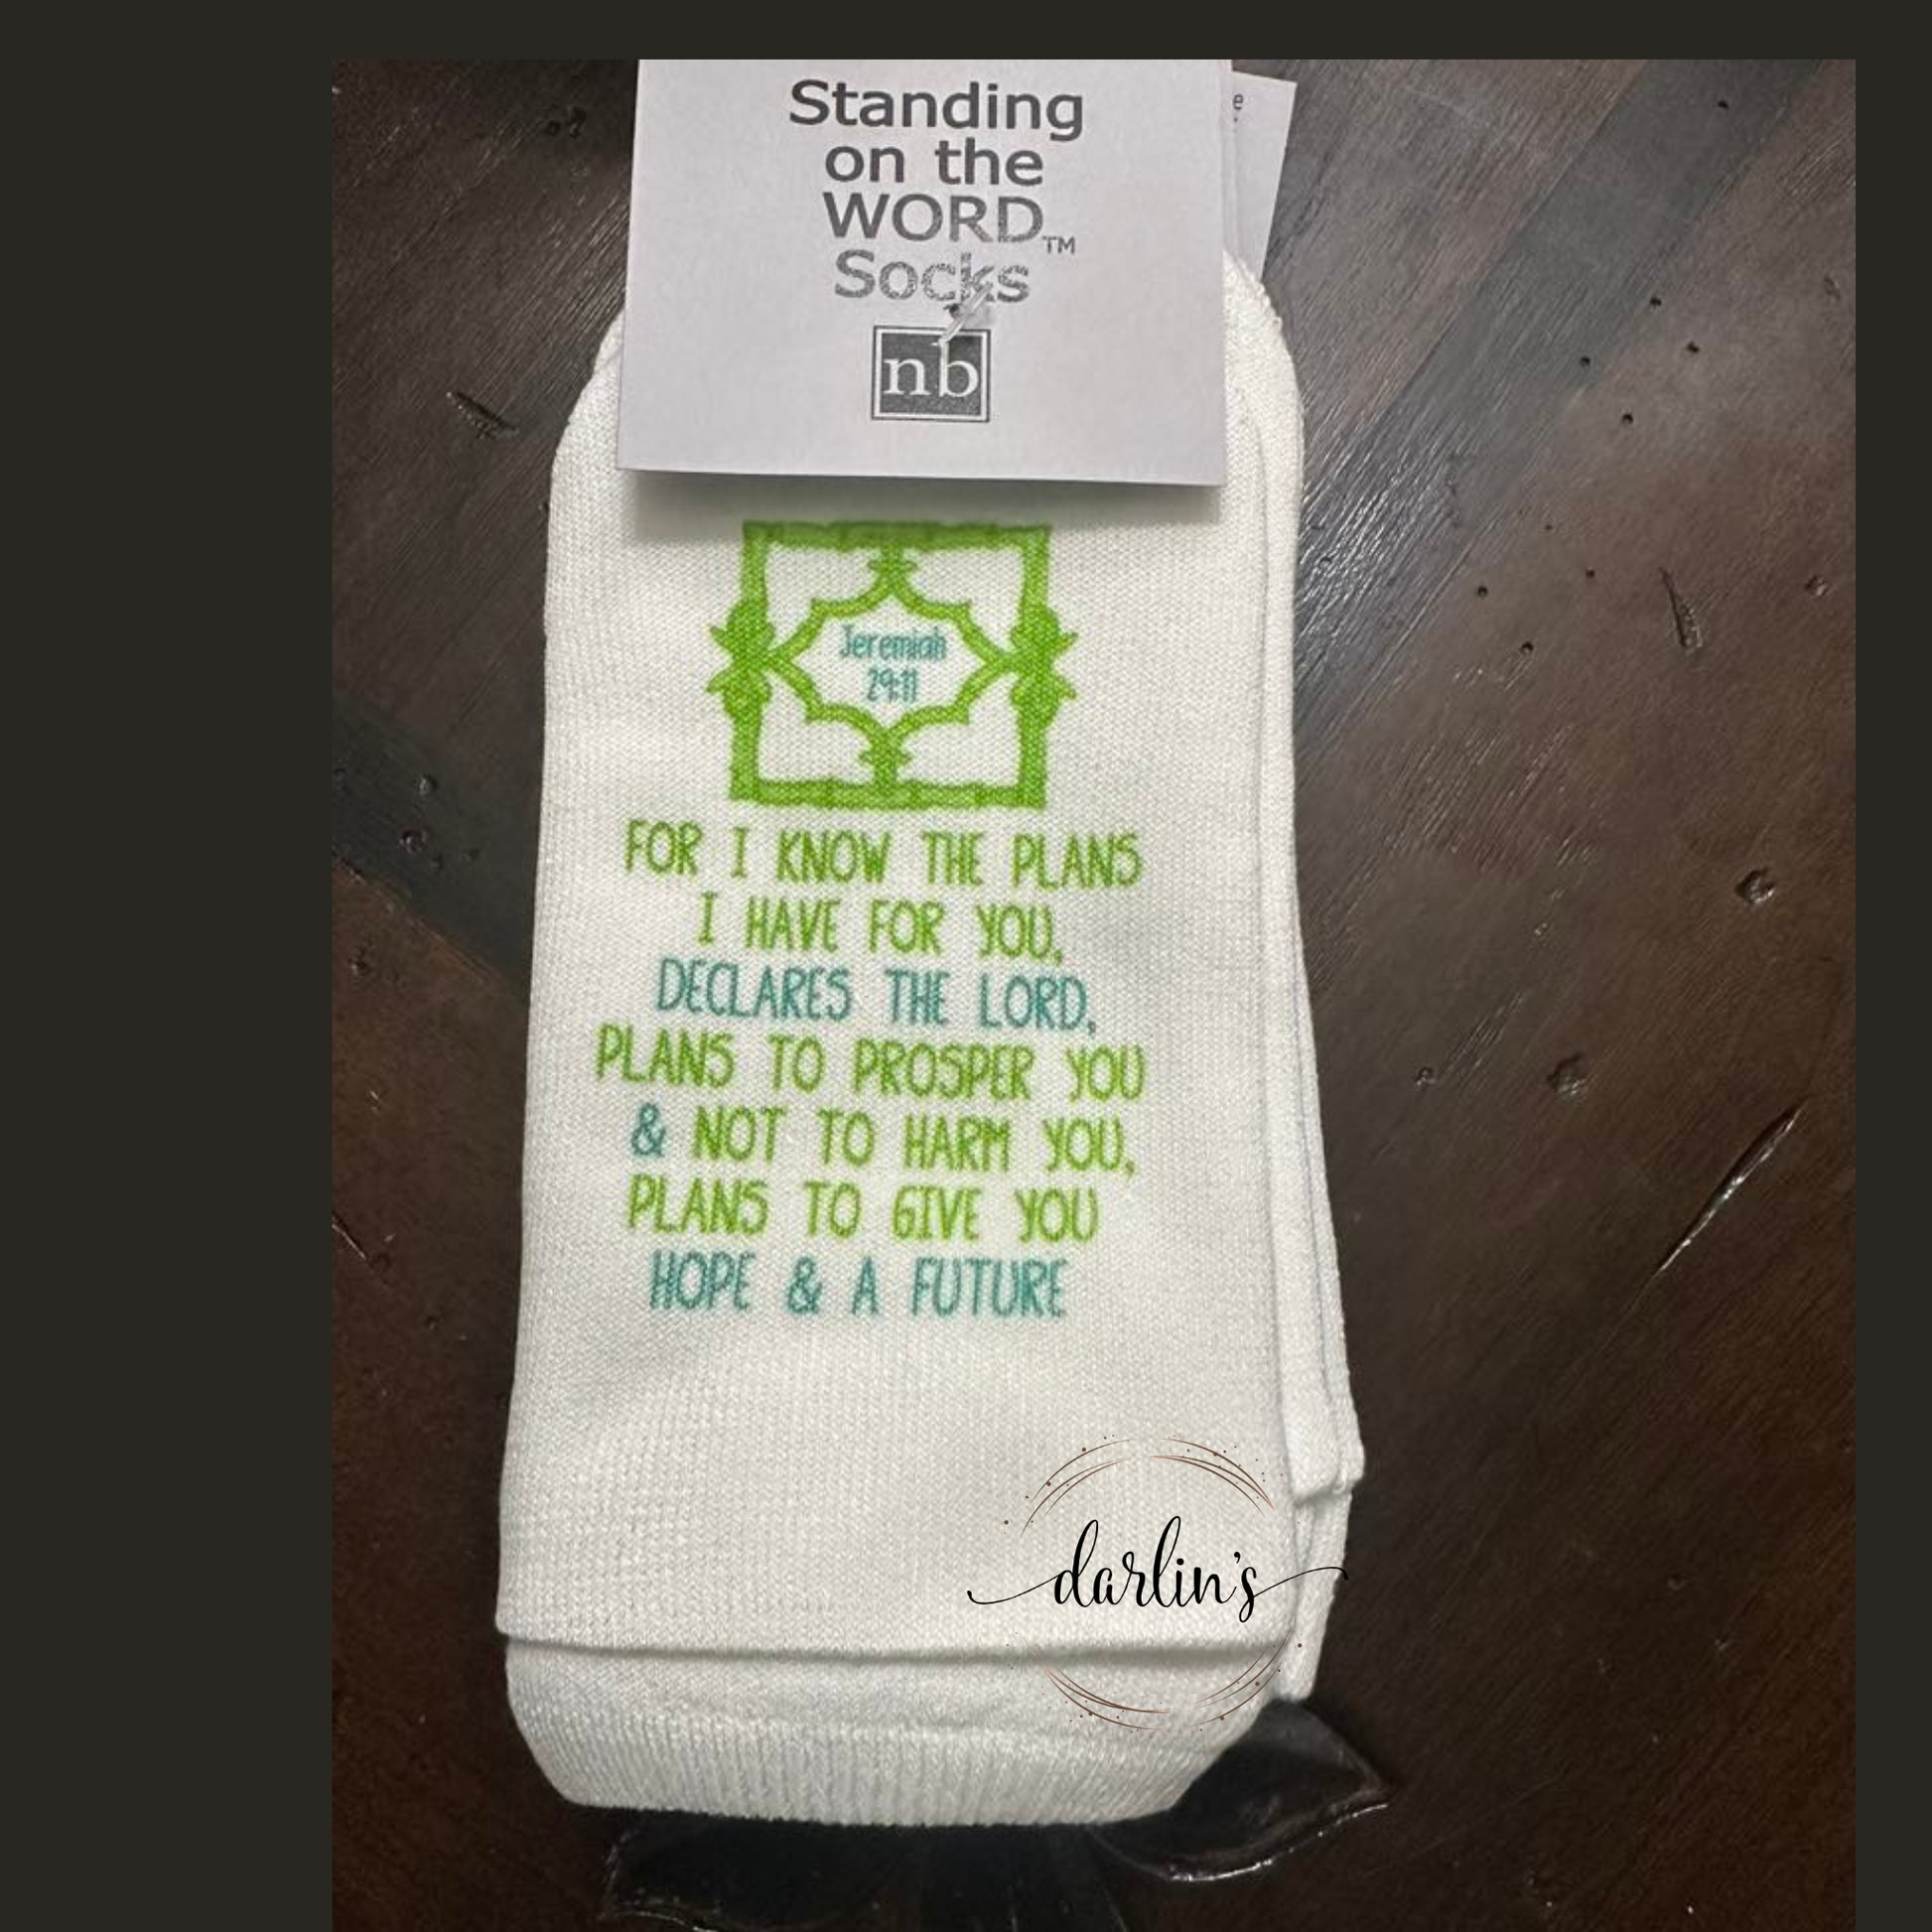 Standing
on the
WORD™
Socks
nb
e
Jeremiah
29:11
FOR I KNOW THE PLANS
I HAVE FOR YOU,
DECLARES THE LORD,
PLANS TO PROSPER YOU
& NOT TO HARM YOU,
PLANS TO GIVE YOU
HOPE & A FUTURE
darlin's